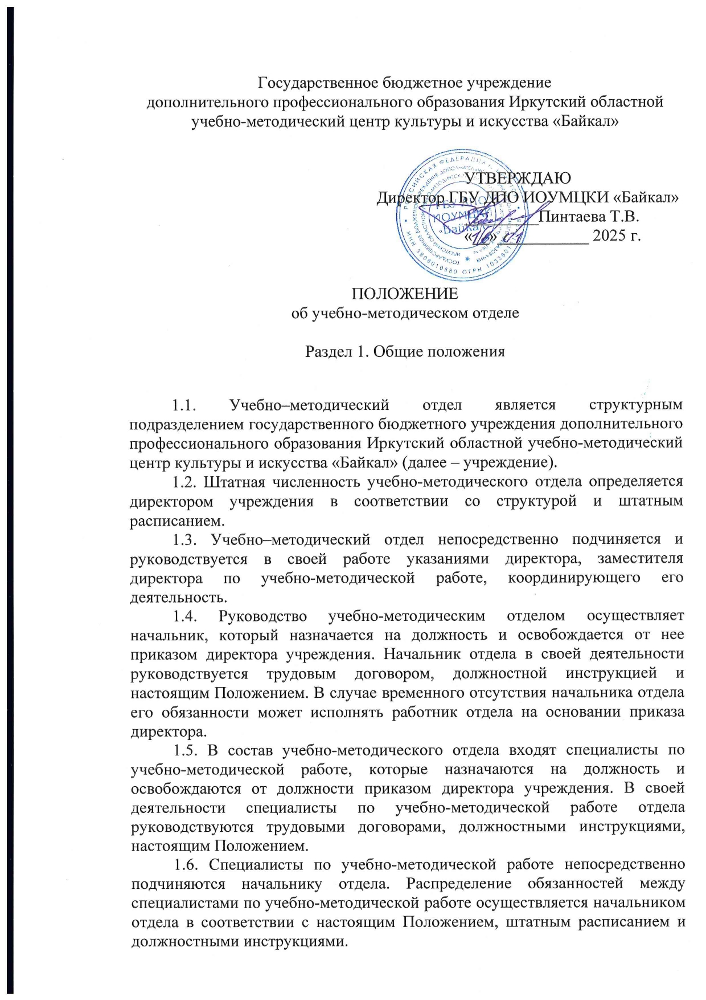 Государственное бюджетное учреждение
дополнительного профессионального образования Иркутский областной
учебно-методический центр культуры и искусства «Байкал»
УТВЕРЖДАЮ
Директор ГБУ ДПО ИОУМЦКИ «Байкал»
Пинтаева Т.В.
«16» 01 2025 г.
РОССИЙСКАЯ ФЕДЕРАЦИЯ
ГБУ ДПО
ИОУМЦКИ
«Байкал»
ИНН 3808010580 ОГРН
ПОЛОЖЕНИЕ
об учебно-методическом отделе
Раздел 1. Общие положения
1.1. Учебно–методический отдел является структурным
подразделением государственного бюджетного учреждения дополнительного
профессионального образования Иркутский областной учебно-методический
центр культуры и искусства «Байкал» (далее – учреждение).
1.2. Штатная численность учебно-методического отдела определяется
директором учреждения в соответствии со структурой и штатным
расписанием.
1.3. Учебно–методический отдел непосредственно подчиняется и
руководствуется в своей работе указаниями директора, заместителя
директора по учебно-методической работе, координирующего его
деятельность.
1.4. Руководство учебно-методическим отделом осуществляет
начальник, который назначается на должность и освобождается от нее
приказом директора учреждения. Начальник отдела в своей деятельности
руководствуется трудовым договором, должностной инструкцией и
настоящим Положением. В случае временного отсутствия начальника отдела
его обязанности может исполнять работник отдела на основании приказа
директора.
1.5. В состав учебно-методического отдела входят специалисты по
учебно-методической работе, которые назначаются на должность и
освобождаются от должности приказом директора учреждения. В своей
деятельности специалисты по учебно-методической работе отдела
руководствуются трудовыми договорами, должностными инструкциями,
настоящим Положением.
1.6. Специалисты по учебно-методической работе непосредственно
подчиняются начальнику отдела. Распределение обязанностей между
специалистами по учебно-методической работе осуществляется начальником
отдела в соответствии с настоящим Положением, штатным расписанием и
должностными инструкциями.